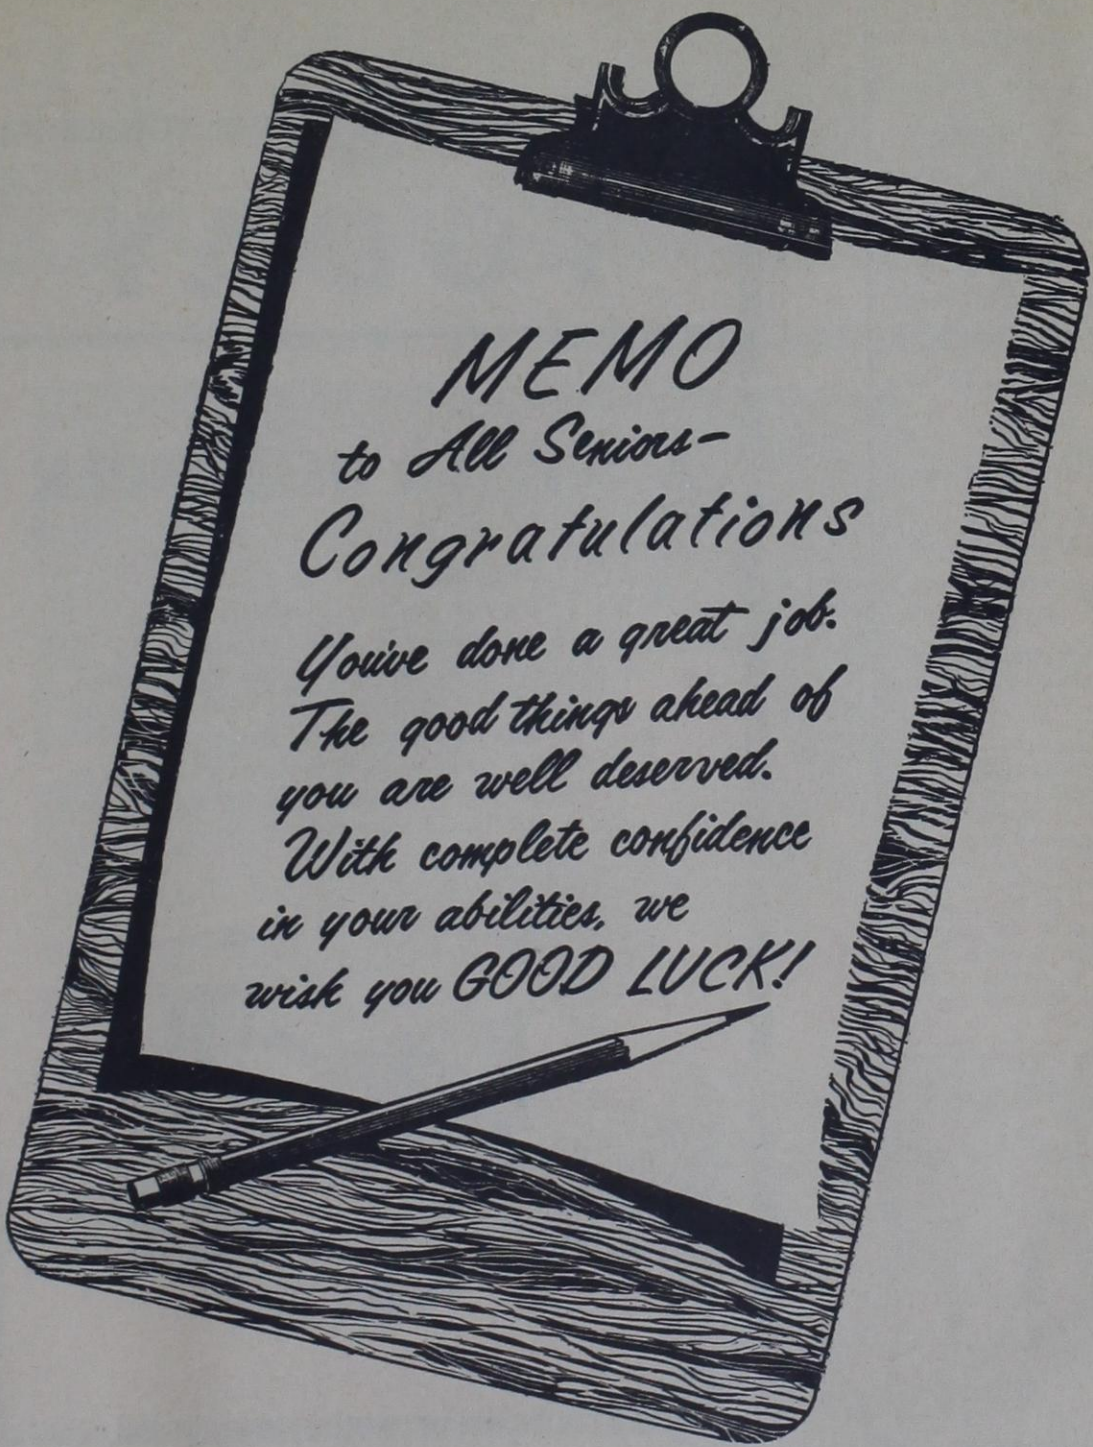 MEMO
to All Seniors-
Congratulations
You've done a great job.
The good things ahead of
you are well deserved.
With complete confidence
in your abilities, we
wish you GOOD LUCK!